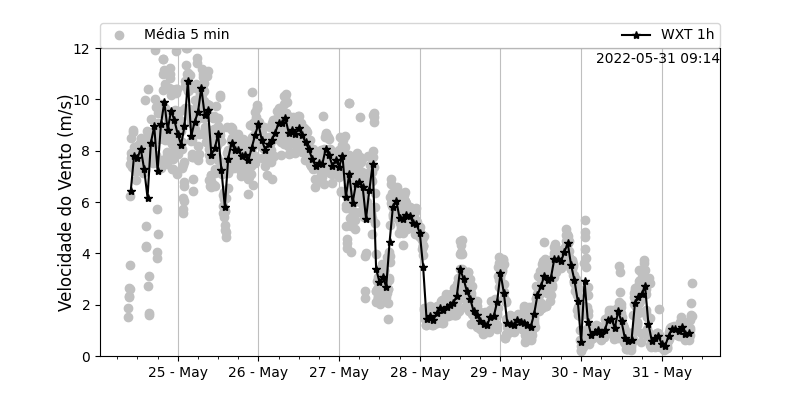 Média 5 min
WXT 1h
2022-05-31 09:14
Velocidade do Vento (m/s)
12
10
8
6
4
2
0
25 - May
26 - May
27 - May
28 - May
29 - May
30 - May
31 - May